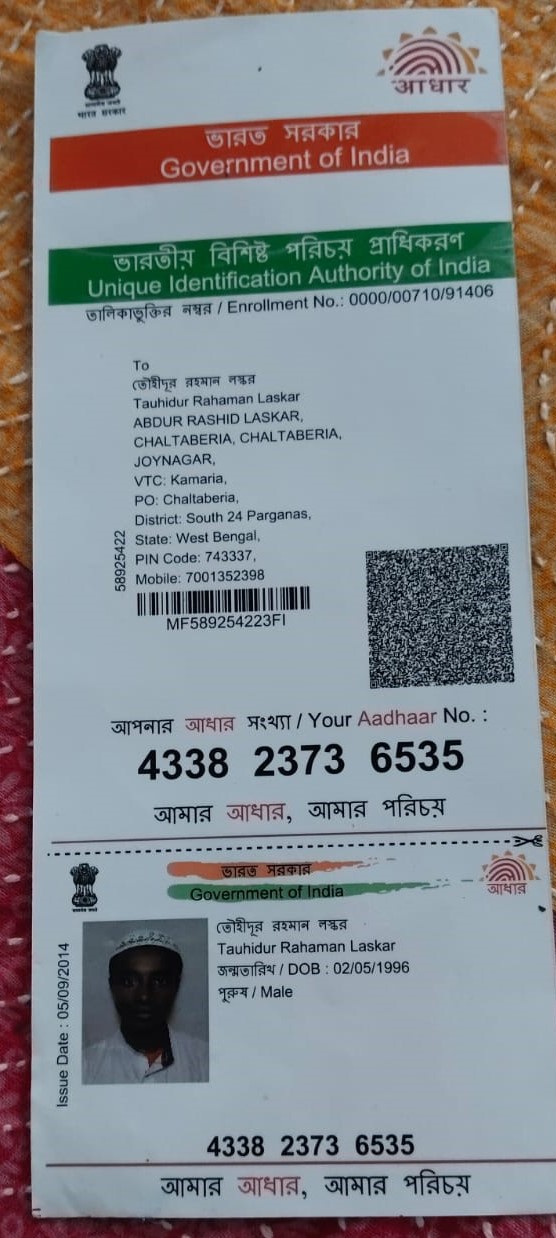 भारत सरकार
आधार
ভারত সরকার
Government of India
ভারতীয় বিশিষ্ট পরিচয় প্রাধিকরণ
Unique Identification Authority of India
তালিকাভুক্তির নম্বর / Enrollment No.: 0000/00710/91406
To
তৌহীদূর রহমান লস্কর
Tauhidur Rahaman Laskar
ABDUR RASHID LASKAR,
CHALTABERIA, CHALTABERIA,
JOYNAGAR,
VTC: Kamaria,
PO: Chaltaberia,
District: South 24 Parganas,
State: West Bengal,
PIN Code: 743337,
Mobile: 7001352398
58925422
MF589254223FI
আপনার আধার সংখ্যা / Your Aadhaar No. :
4338 2373 6535
আমার আধার, আমার পরিচয়
ভারত সরকার
Government of India
আধার
তৌহীদূর রহমান লস্কর
Tauhidur Rahaman Laskar
জন্মতারিখ / DOB : 02/05/1996
পুরুষ / Male
Issue Date : 05/09/2014
4338 2373 6535
আমার আধার, আমার পরিচয়